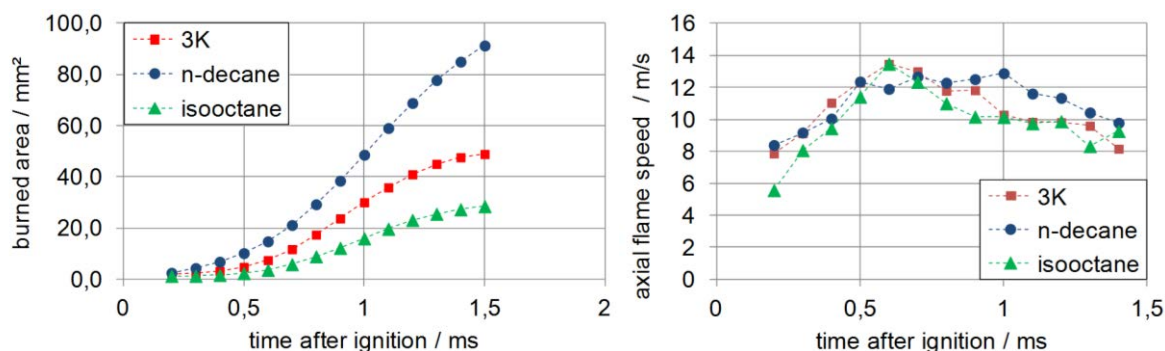 burned area / mm²
100,0
80,0
60,0
40,0
20,0
0,0
3K
n-decane
isooctane
0
0,5
1
1,5
2
time after ignition / ms
axial flame speed / m/s
16
14
12
10
8
6
4
2
0
3K
n-decane
isooctane
0
0,5
1
1,5
time after ignition / ms